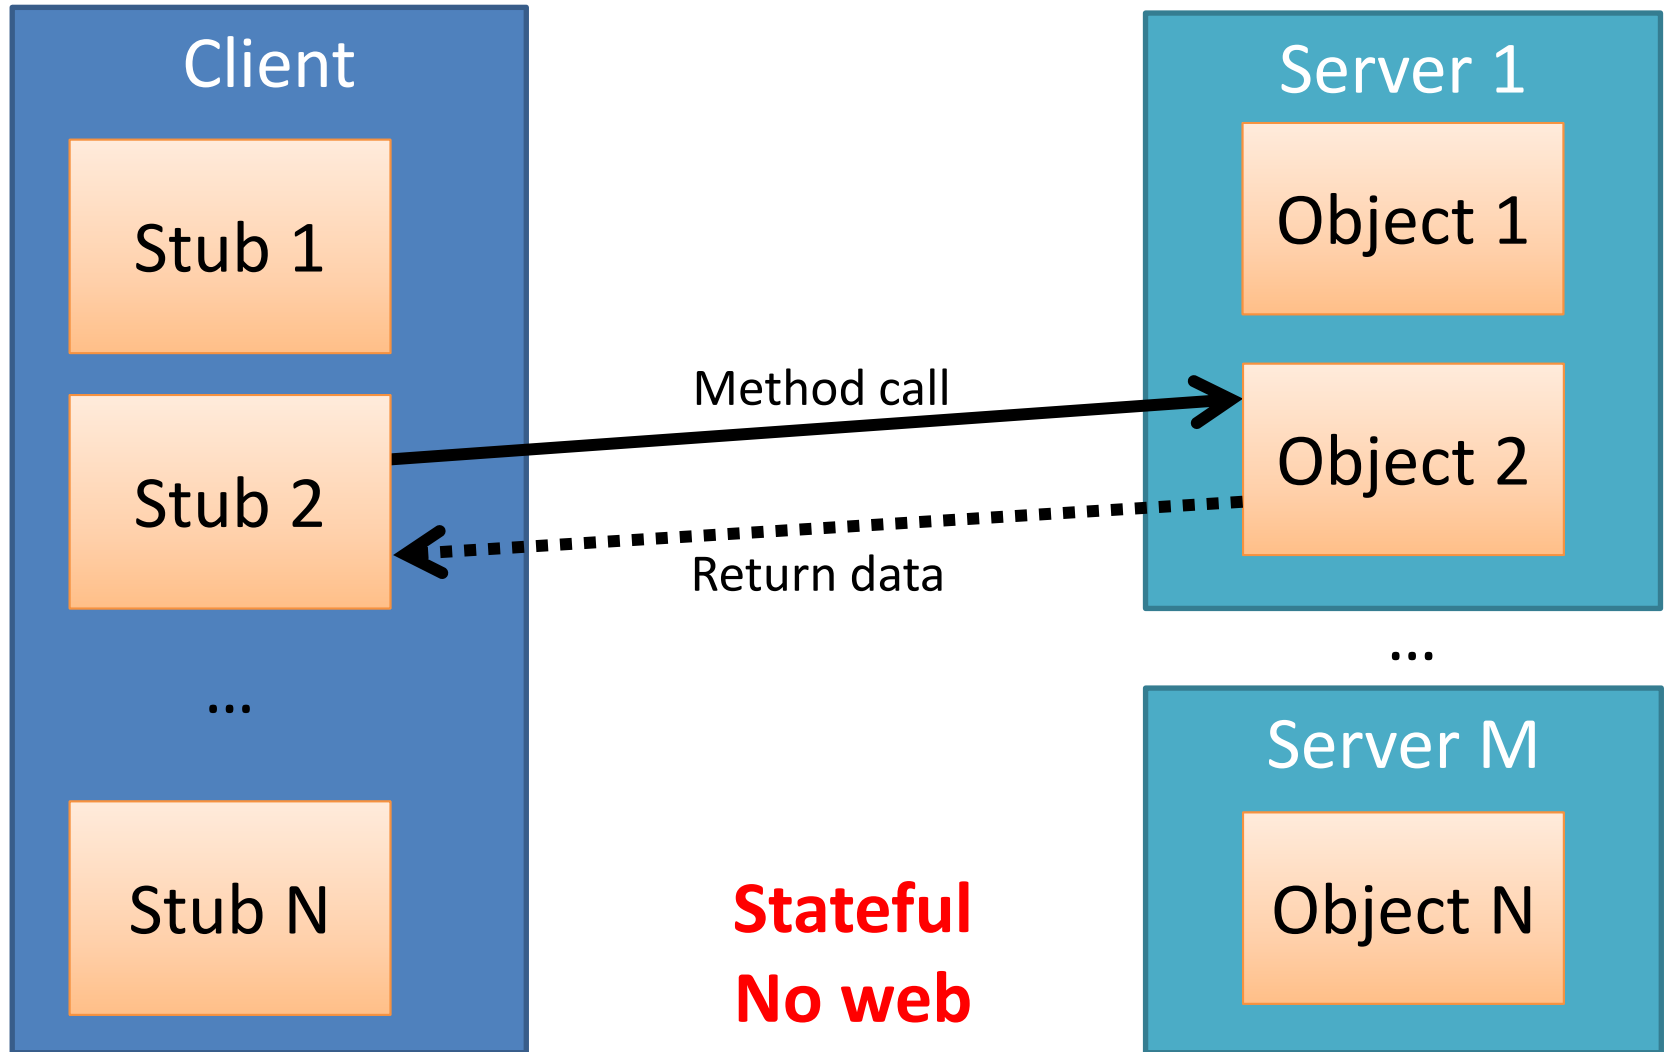 Client
Stub 1
Stub 2
...
Stub N
Method call
Return data
Stateful
No web
Server 1
Object 1
Object 2
...
Server M
Object N